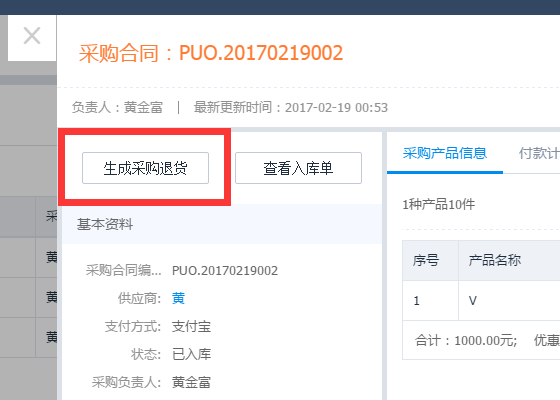 采购合同：PUO.20170219002
负责人：黄金富 | 最新更新时间：2017-02-19 00:53
生成采购退货 查看入库单
基本资料
采购合同编... PUO.20170219002
供应商: 黄
支付方式: 支付宝
状态: 已入库
采购负责人: 黄金富
采购产品信息 付款计
1种产品10件
序号 产品名称
1 V
合计：1000.00元; 优惠
采
黄
黄
黄